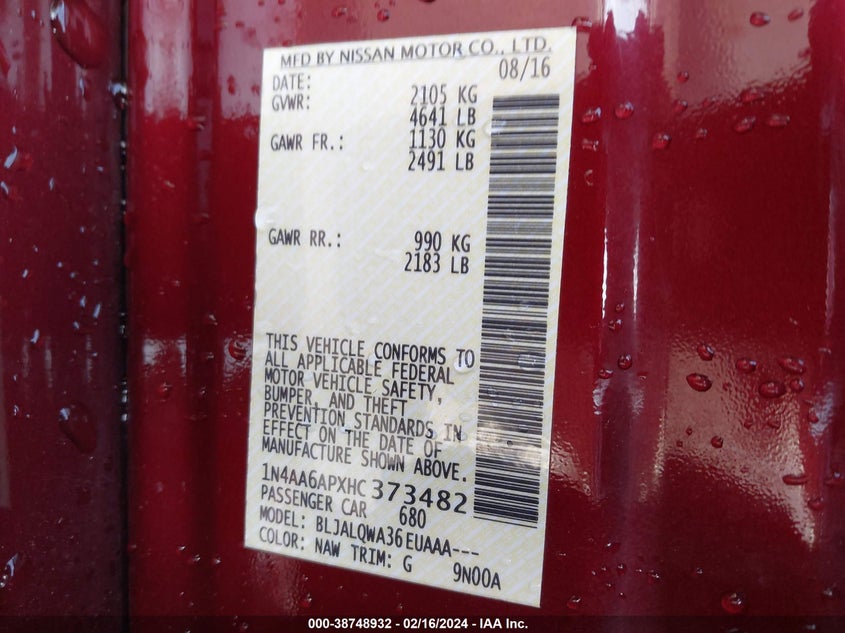 MFD BY NISSAN MOTOR CO., LTD.
DATE: 08/16
GVWR: 2105 KG
4641 LB
GAWR FR.: 1130 KG
2491 LB
GAWR RR.: 990 KG
2183 LB
THIS VEHICLE CONFORMS TO
ALL APPLICABLE FEDERAL
MOTOR VEHICLE SAFETY,
BUMPER, AND THEFT
PREVENTION STANDARDS IN
EFFECT ON THE DATE OF
MANUFACTURE SHOWN ABOVE.
1N4AA6APXHC373482
PASSENGER CAR 680
MODEL: BLJALQWA36EUAAA---
COLOR: NAW TRIM: G 9N00A
000-38748932 - 02/16/2024 - IAA Inc.